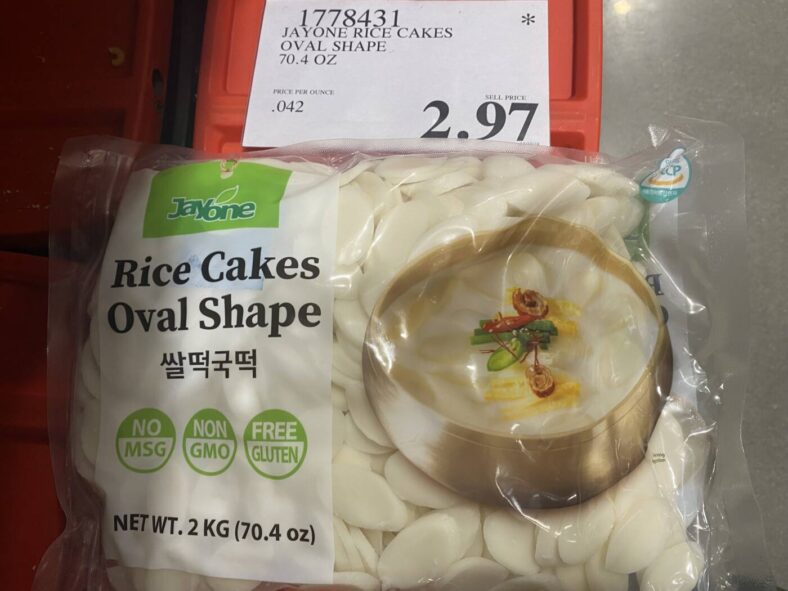 1778431 *
JAYONE RICE CAKES
OVAL SHAPE
70.4 OZ
PRICE PER OUNCE
.042
SELL PRICE
2.97
JAYone
Rice Cakes
Oval Shape
쌀떡국떡
NO MSG
NON GMO
FREE GLUTEN
NET WT. 2 KG (70.4 oz)